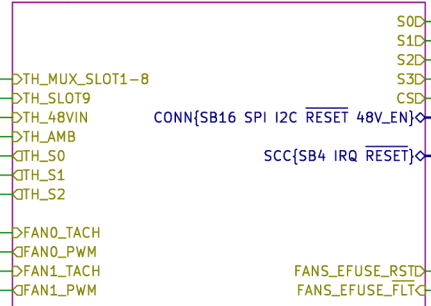 S0
S1
S2
TH_MUX_SLOT1-8
S3
TH_SLOT9
CS
TH_48VIN
CONN{SB16 SPI I2C RESET 48V_EN}
TH_AMB
TH_S0
SCC{SB4 IRQ RESET}
TH_S1
TH_S2
FAN0_TACH
FAN0_PWM
FAN1_TACH
FANS_EFUSE_RST
FAN1_PWM
FANS_EFUSE_FLT